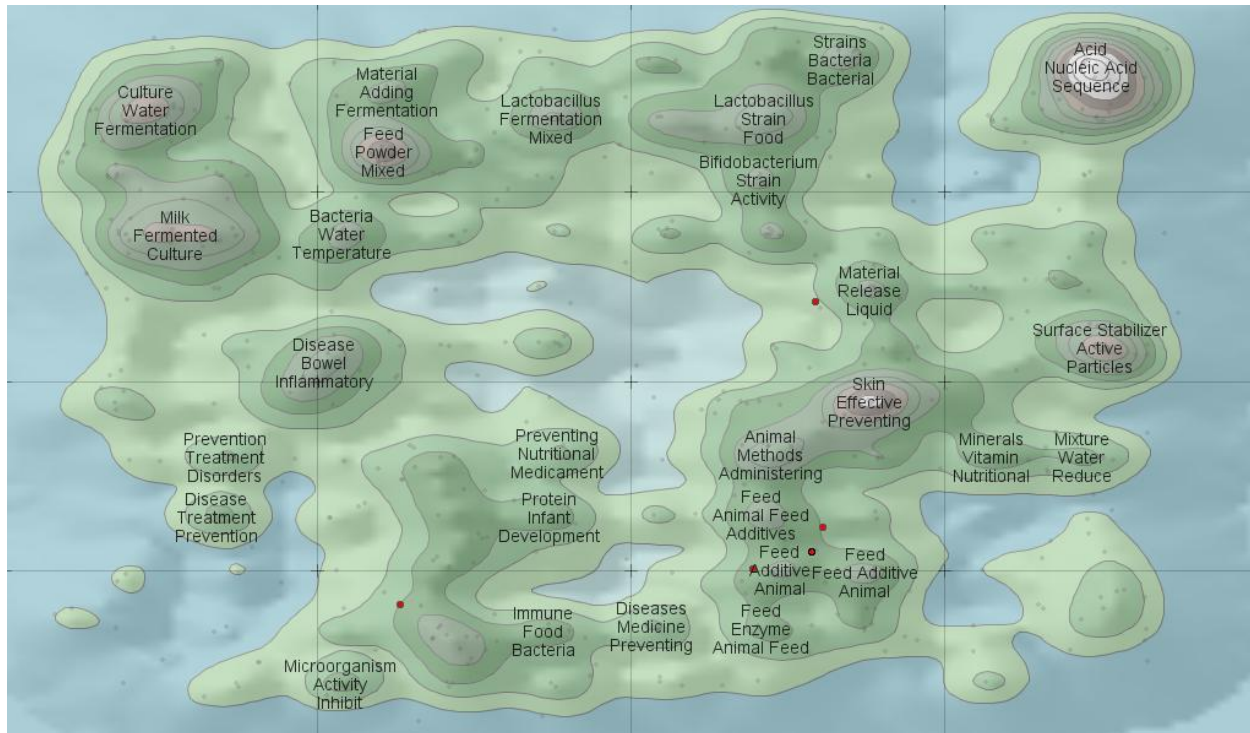 Strains
Bacteria
Bacterial
Acid
Nucleic Acid
Sequence
Culture
Water
Fermentation
Material
Adding
Fermentation
Feed
Powder
Mixed
Lactobacillus
Fermentation
Mixed
Lactobacillus
Strain
Food
Bifidobacterium
Strain
Activity
Milk
Fermented
Culture
Bacteria
Water
Temperature
Material
Release
Liquid
Surface Stabilizer
Active
Particles
Disease
Bowel
Inflammatory
Skin
Effective
Preventing
Prevention
Treatment
Disorders
Preventing
Nutritional
Medicament
Animal
Methods
Administering
Minerals
Vitamin
Nutritional
Mixture
Water
Reduce
Disease
Treatment
Prevention
Protein
Infant
Development
Feed
Animal Feed
Additives
Feed
Additive
Animal
Feed
Feed Additive
Animal
Immune
Food
Bacteria
Diseases
Medicine
Preventing
Feed
Enzyme
Animal Feed
Microorganism
Activity
Inhibit